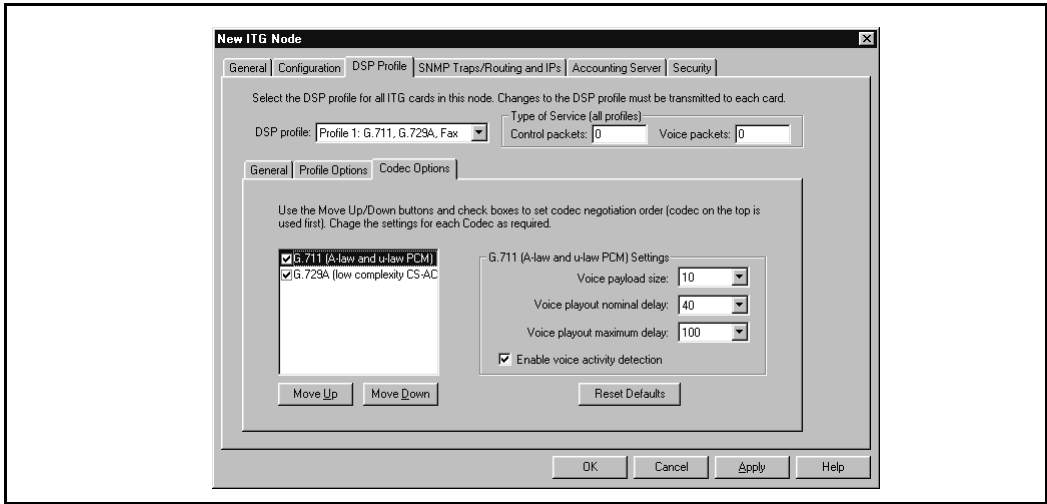 New ITG Node
General Configuration DSP Profile SNMP Traps/Routing and IPs Accounting Server Security
Select the DSP profile for all ITG cards in this node. Changes to the DSP profile must be transmitted to each card.
Type of Service (all profiles)
DSP profile: Profile 1: G.711, G.729A, Fax Control packets: 0 Voice packets: 0
General Profile Options Codec Options
Use the Move Up/Down buttons and check boxes to set codec negotiation order (codec on the top is
used first). Chage the settings for each Codec as required.
G.711 (A-law and u-law PCM)
G.729A (low complexity CS-AC
G.711 (A-law and u-law PCM) Settings
Voice payload size: 10
Voice playout nominal delay: 40
Voice playout maximum delay: 100
Enable voice activity detection
Move Up Move Down Reset Defaults
OK Cancel Apply Help